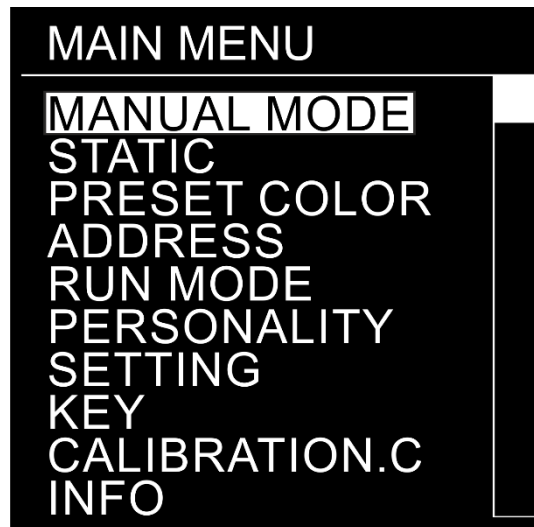 MAIN MENU
MANUAL MODE
STATIC
PRESET COLOR
ADDRESS
RUN MODE
PERSONALITY
SETTING
KEY
CALIBRATION.C
INFO